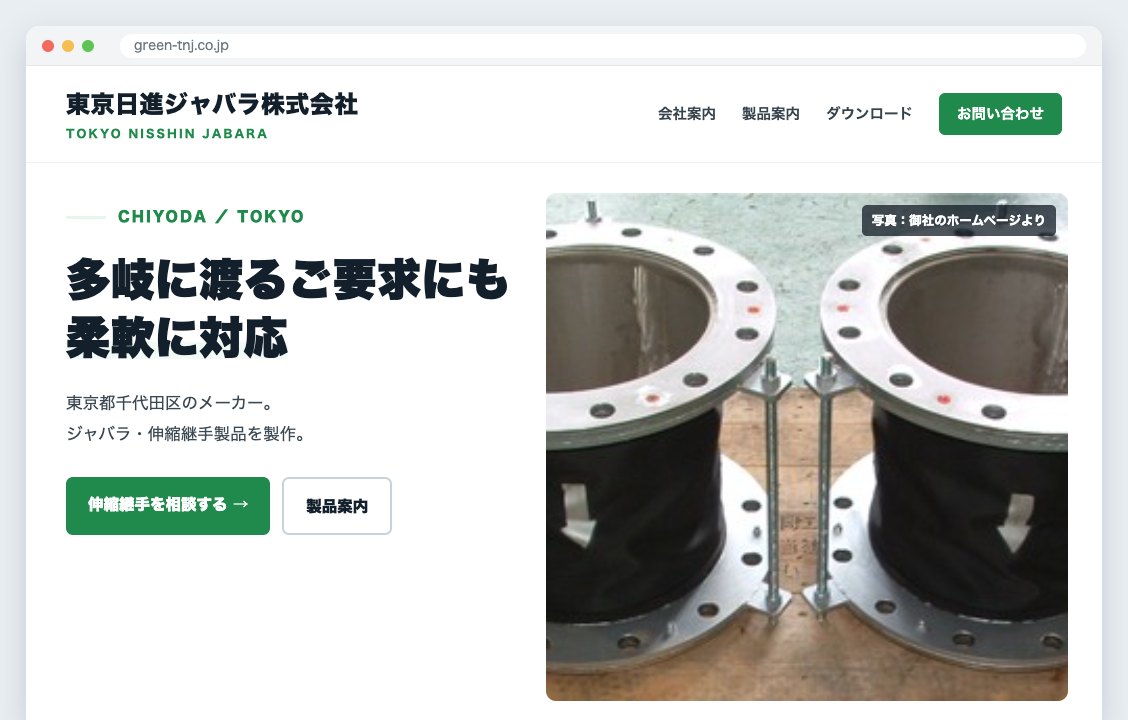 green-tnj.co.jp
東京日進ジャバラ株式会社
TOKYO NISSHIN JABARA
会社案内 製品案内 ダウンロード お問い合わせ
CHIYODA ／ TOKYO
多岐に渡るご要求にも
柔軟に対応
東京都千代田区のメーカー。
ジャバラ・伸縮継手製品を製作。
伸縮継手を相談する →
製品案内
写真：御社のホームページより